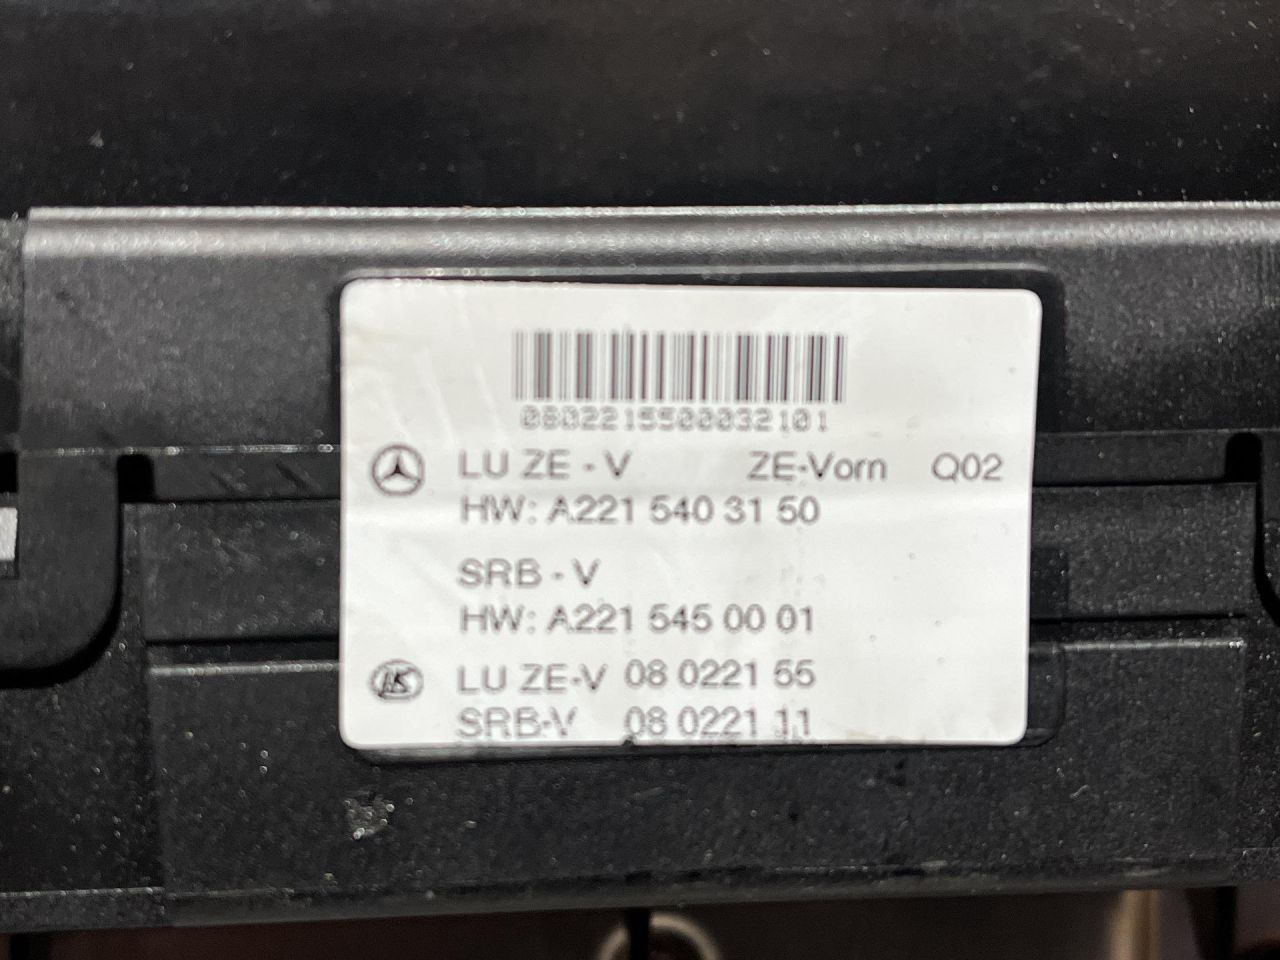 0802215500032101
LU ZE - V ZE-Vorn Q02
HW: A221 540 31 50
SRB - V
HW: A221 545 00 01
LK LU ZE-V 08 0221 55
SRB-V 08 0221 11